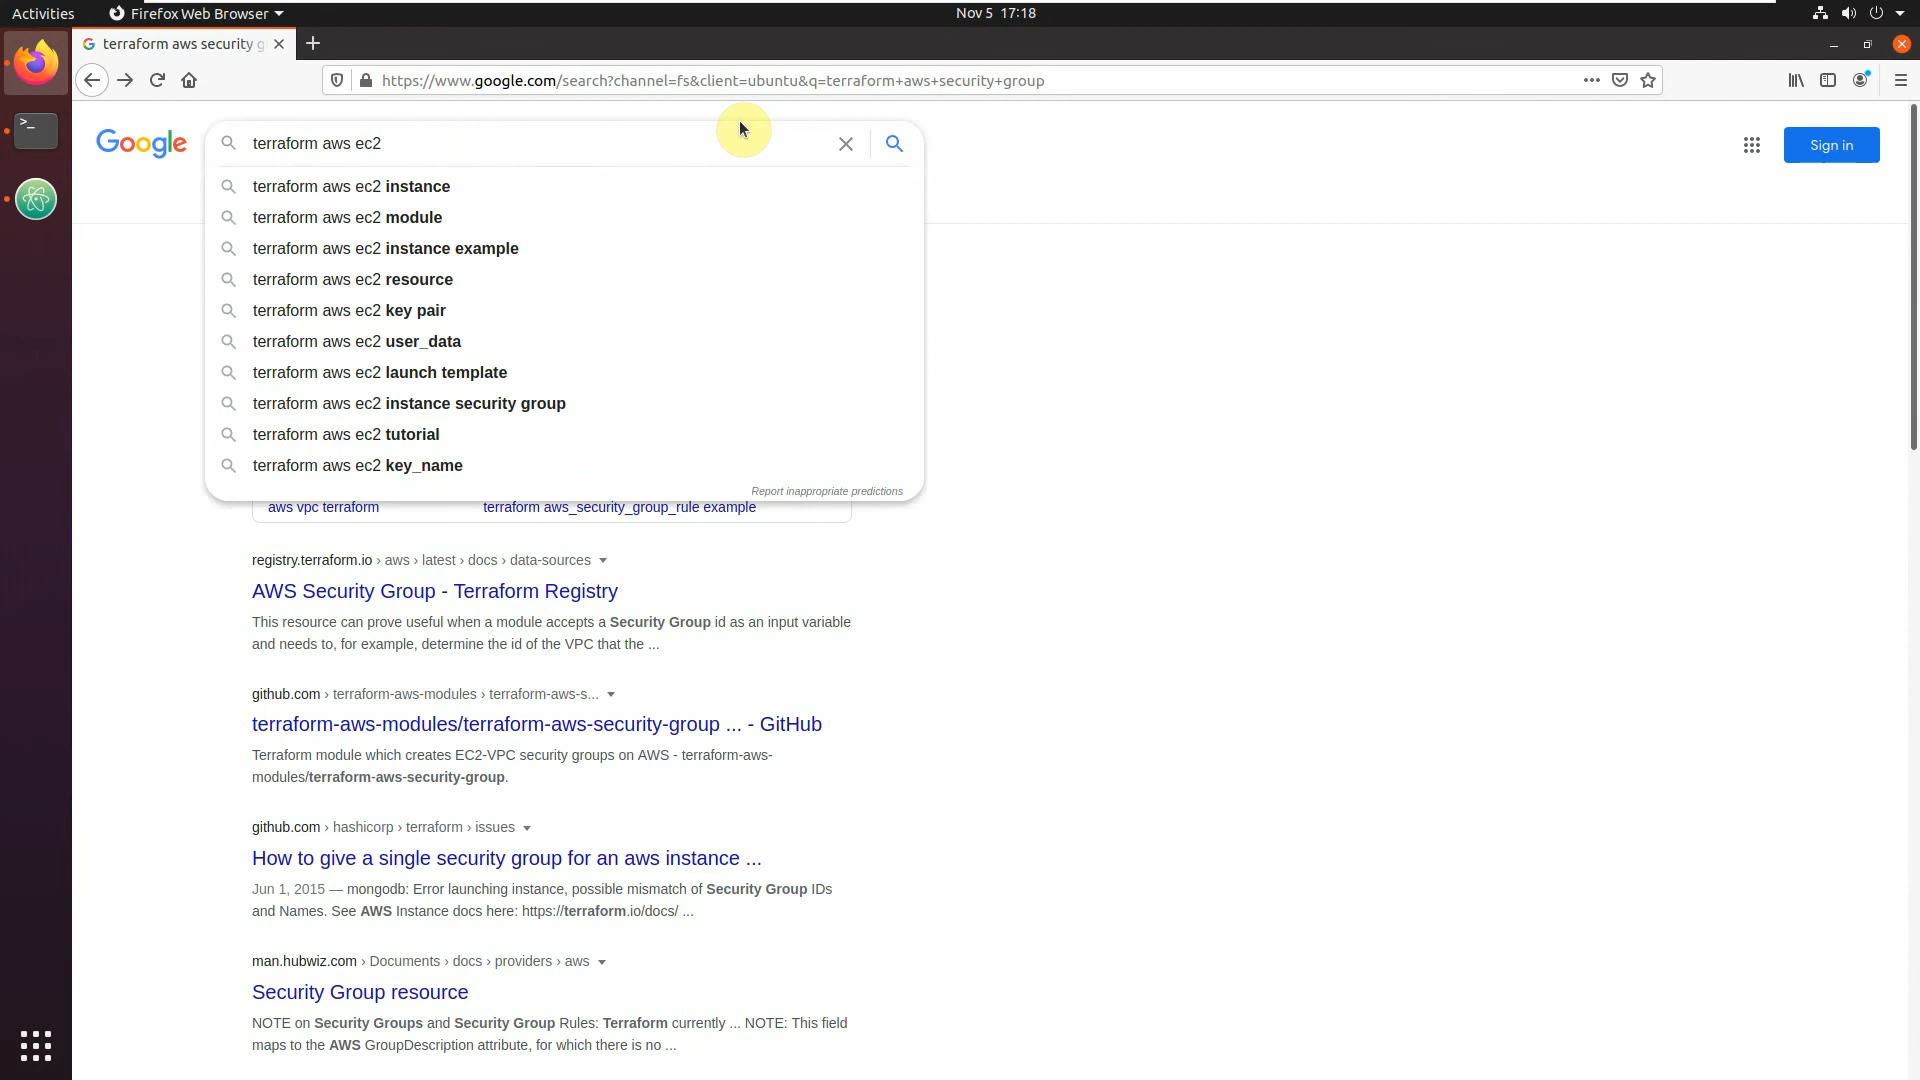 Activities
Firefox Web Browser
Nov 5 17:18
terraform aws security g
https://www.google.com/search?channel=fs&client=ubuntu&q=terraform+aws+security+group
Google
terraform aws ec2
Sign in
terraform aws ec2 instance
terraform aws ec2 module
terraform aws ec2 instance example
terraform aws ec2 resource
terraform aws ec2 key pair
terraform aws ec2 user_data
terraform aws ec2 launch template
terraform aws ec2 instance security group
terraform aws ec2 tutorial
terraform aws ec2 key_name
Report inappropriate predictions
aws vpc terraform
terraform aws_security_group_rule example
registry.terraform.io › aws › latest › docs › data-sources
AWS Security Group - Terraform Registry
This resource can prove useful when a module accepts a Security Group id as an input variable
and needs to, for example, determine the id of the VPC that the ...
github.com › terraform-aws-modules › terraform-aws-s...
terraform-aws-modules/terraform-aws-security-group ... - GitHub
Terraform module which creates EC2-VPC security groups on AWS - terraform-aws-
modules/terraform-aws-security-group.
github.com › hashicorp › terraform › issues
How to give a single security group for an aws instance ...
Jun 1, 2015 — mongodb: Error launching instance, possible mismatch of Security Group IDs
and Names. See AWS Instance docs here: https://terraform.io/docs/ ...
man.hubwiz.com › Documents › docs › providers › aws
Security Group resource
NOTE on Security Groups and Security Group Rules: Terraform currently ... NOTE: This field
maps to the AWS GroupDescription attribute, for which there is no ...